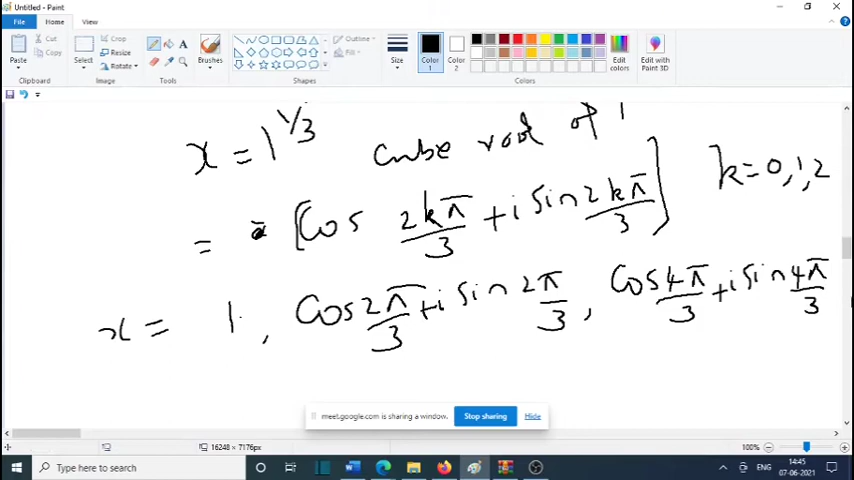 Untitled - Paint
File Home View
Paste Cut Copy Clipboard
Select Crop Resize Rotate Image
Tools
Brushes
Shapes Outline Fill
Size
Color 1 Color 2 Edit colors Colors
Edit with Paint 3D
x = 1^{1/3} Cube root of 1
= [Cos 2kπ/3 + i Sin 2kπ/3] k=0,1,2
x = 1, Cos 2π/3 + i Sin 2π/3, Cos 4π/3 + i Sin 4π/3
meet.google.com is sharing a window. Stop sharing Hide
16248 × 7176px 100%
Type here to search ENG 14:45 07-06-2021